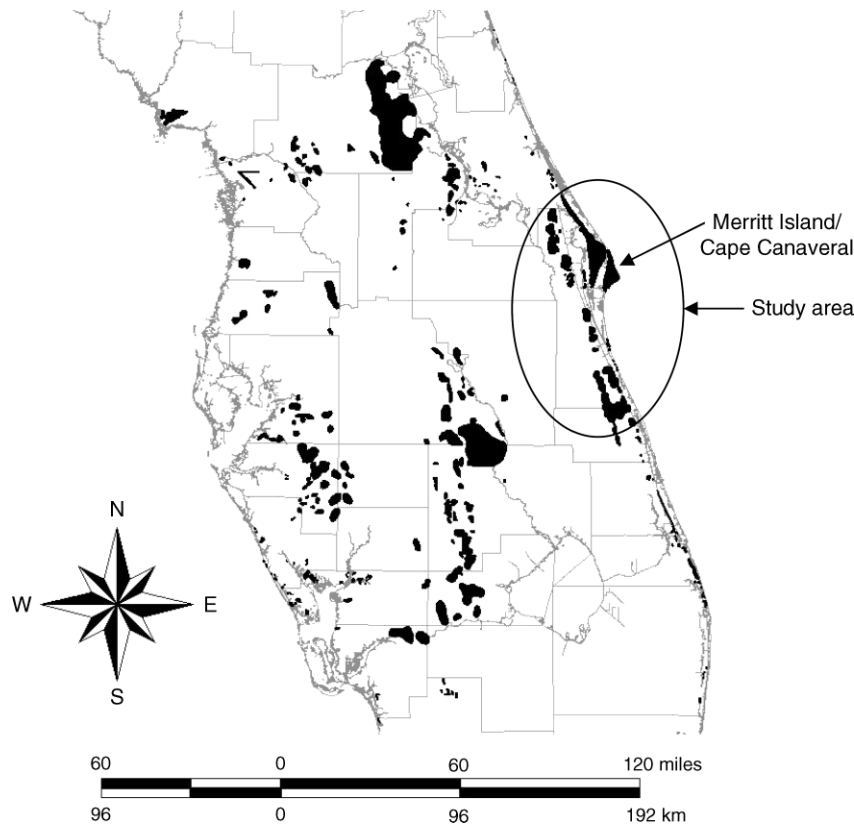 Merritt Island/
Cape Canaveral
Study area
N
W E
S
60 0 60 120 miles
96 0 96 192 km